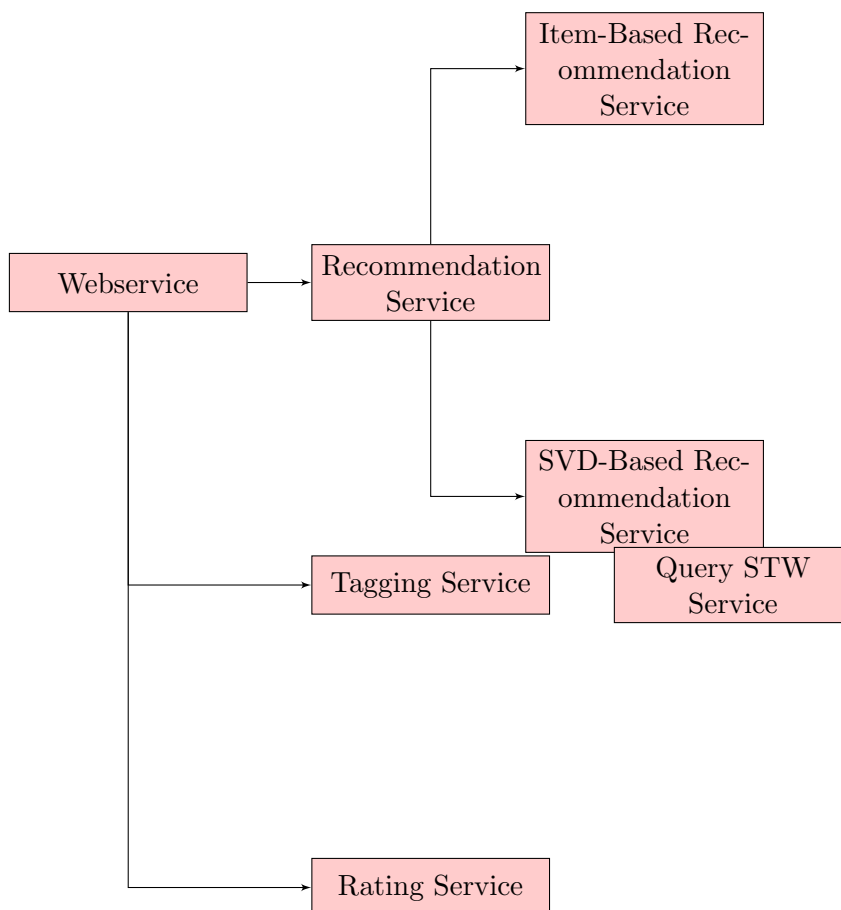 Item-Based Rec-
ommendation
Service
Webservice
Recommendation
Service
SVD-Based Rec-
ommendation
Service
Tagging Service
Query STW
Service
Rating Service